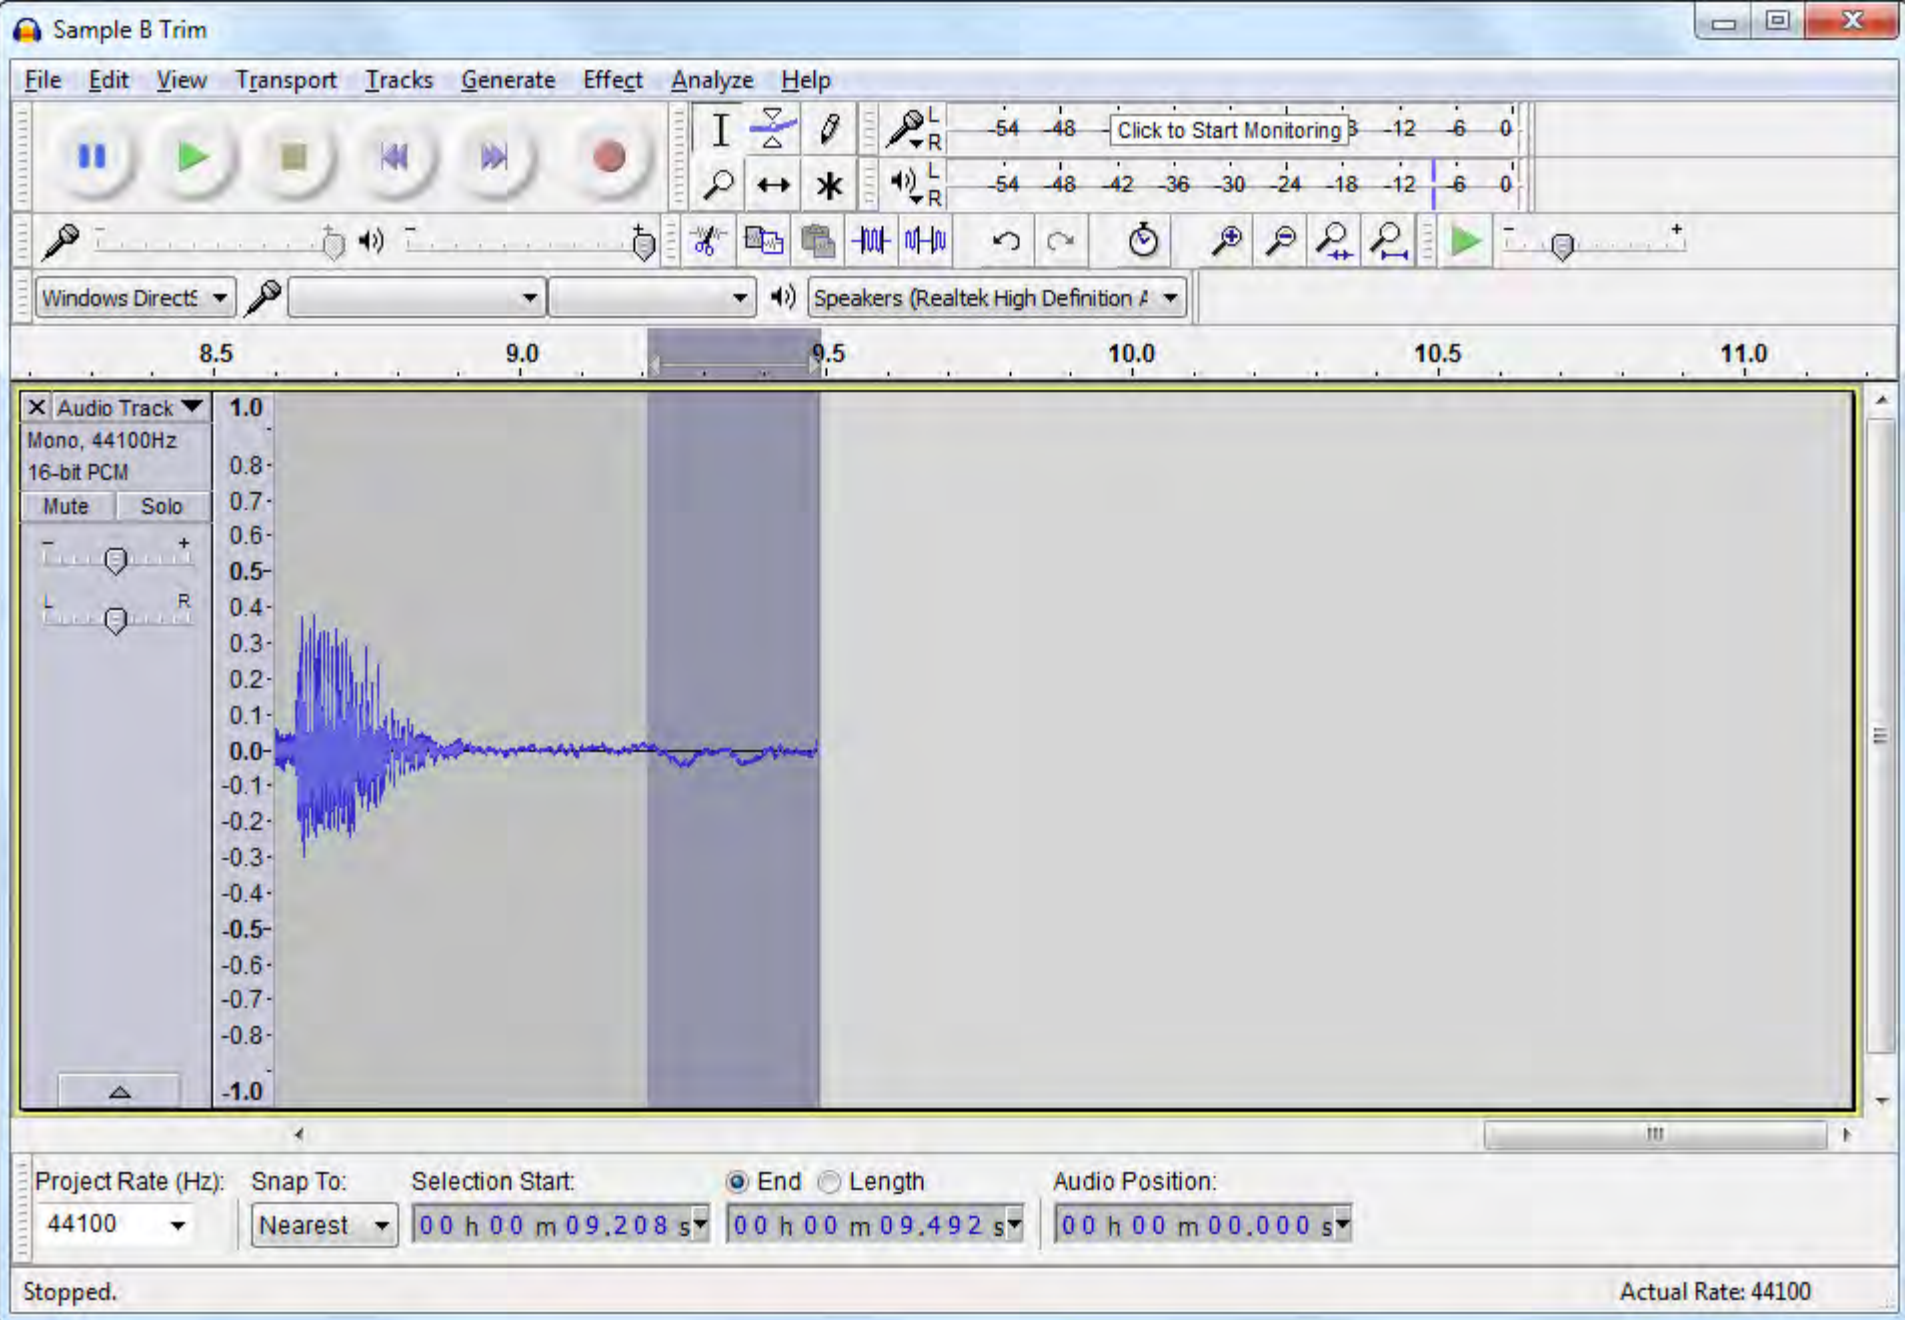 Sample B Trim
File Edit View Transport Tracks Generate Effect Analyze Help
L
R
-54 -48 Click to Start Monitoring -12 -6 0
L
R
-54 -48 -42 -36 -30 -24 -18 -12 -6 0
- - + - +
Windows Direct Speakers (Realtek High Definition
8.5 9.0 9.5 10.0 10.5 11.0
X Audio Track
Mono, 44100Hz
16-bit PCM
Mute Solo
- +
L R
1.0
0.8
0.7
0.6
0.5
0.4
0.3
0.2
0.1
0.0
-0.1
-0.2
-0.3
-0.4
-0.5
-0.6
-0.7
-0.8
-1.0
Project Rate (Hz): Snap To: Selection Start: End Length Audio Position:
44100 Nearest 00 h 00 m 09.208 s 00 h 00 m 09.492 s 00 h 00 m 00.000 s
Stopped. Actual Rate: 44100